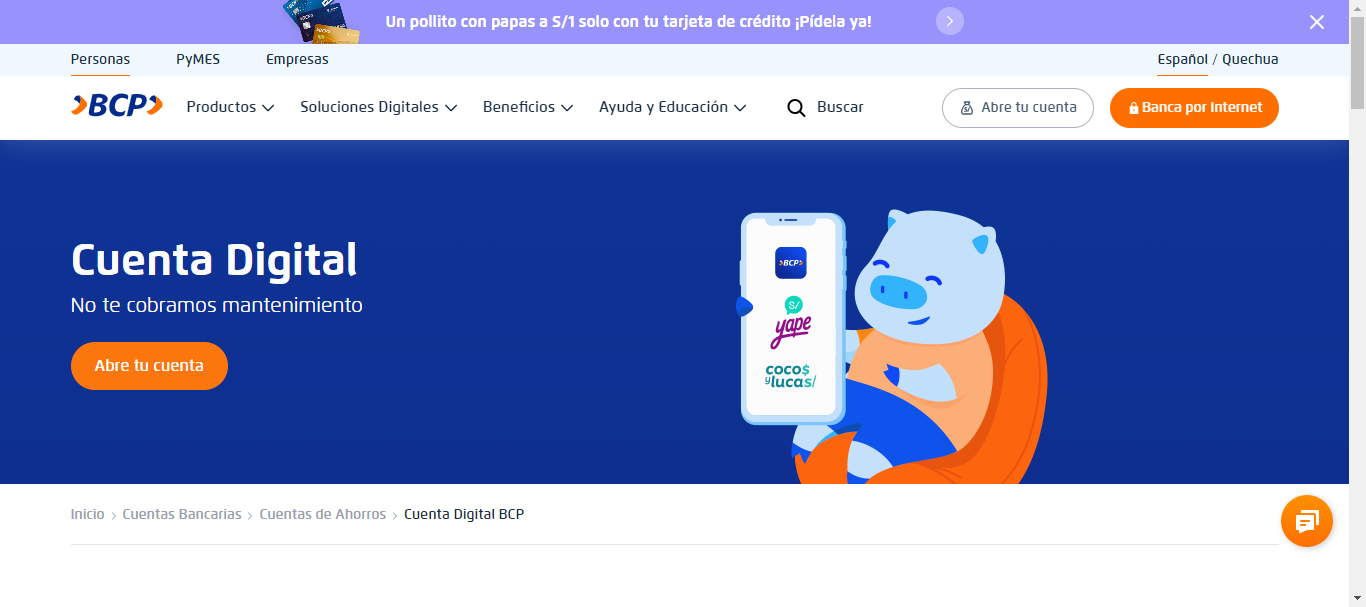 Un pollito con papas a S/1 solo con tu tarjeta de crédito ¡Pídela ya!
Personas PyMES Empresas Español / Quechua
BCP Productos Soluciones Digitales Beneficios Ayuda y Educación Buscar Abre tu cuenta Banca por Internet
Cuenta Digital
No te cobramos mantenimiento
Abre tu cuenta
BCP
S/
yape
coco$
y lucas/
Inicio > Cuentas Bancarias > Cuentas de Ahorros > Cuenta Digital BCP